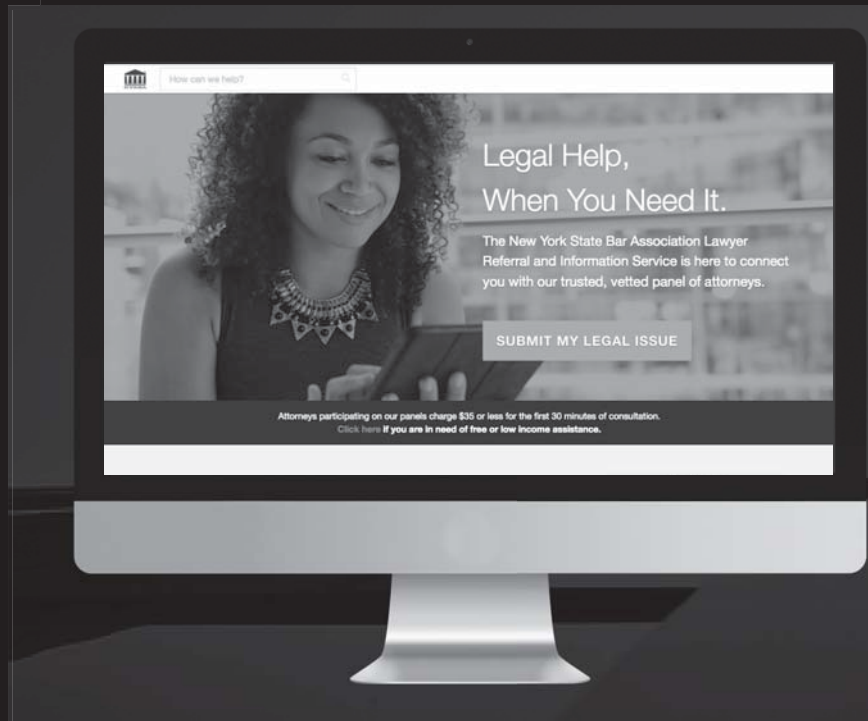 How can we help?
Legal Help,
When You Need It.
The New York State Bar Association Lawyer
Referral and Information Service is here to connect
you with our trusted, vetted panel of attorneys.
SUBMIT MY LEGAL ISSUE
Attorneys participating on our panels charge $35 or less for the first 30 minutes of consultation.
Click here if you are in need of free or low income assistance.